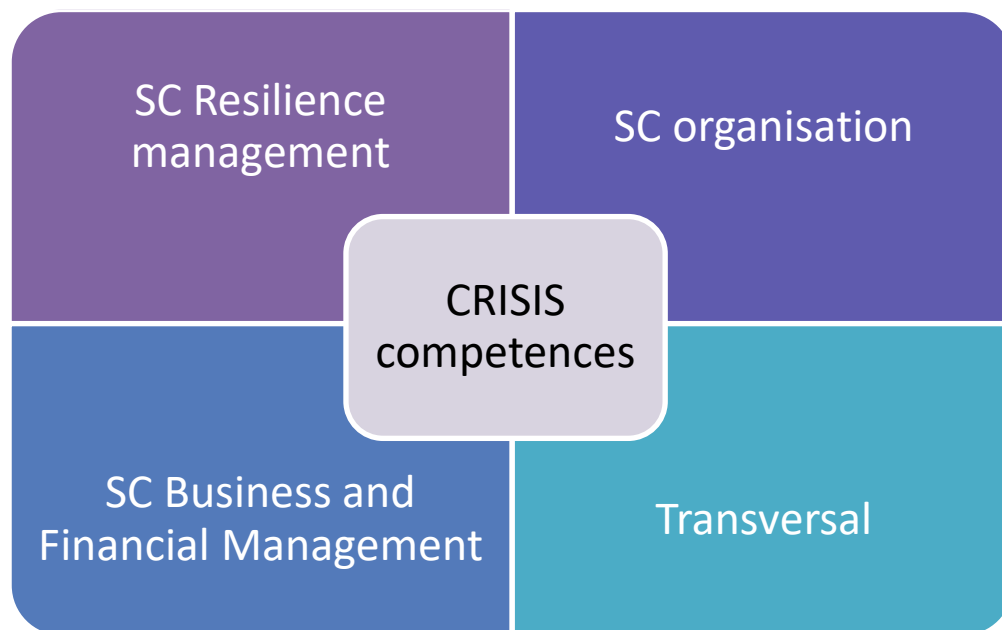 SC Resilience
management
SC organisation
CRISIS
competences
SC Business and
Financial Management
Transversal